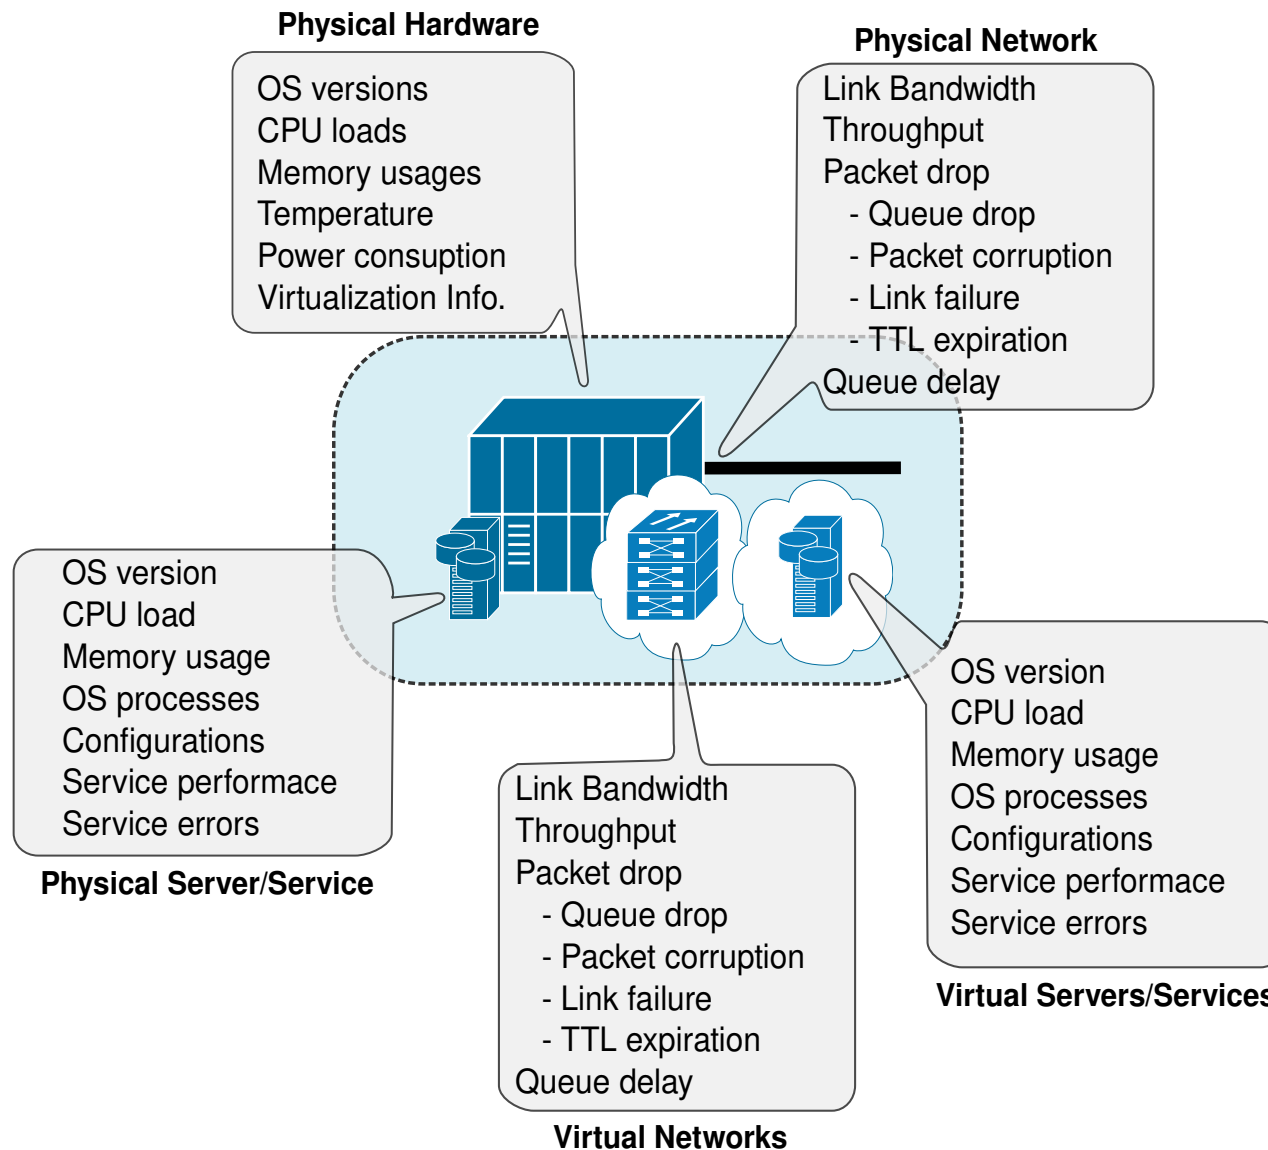 Physical Hardware
OS versions
CPU loads
Memory usages
Temperature
Power consuption
Virtualization Info.
Physical Network
Link Bandwidth
Throughput
Packet drop
- Queue drop
- Packet corruption
- Link failure
- TTL expiration
Queue delay
OS version
CPU load
Memory usage
OS processes
Configurations
Service performace
Service errors
Physical Server/Service
Link Bandwidth
Throughput
Packet drop
- Queue drop
- Packet corruption
- Link failure
- TTL expiration
Queue delay
Virtual Networks
OS version
CPU load
Memory usage
OS processes
Configurations
Service performace
Service errors
Virtual Servers/Services